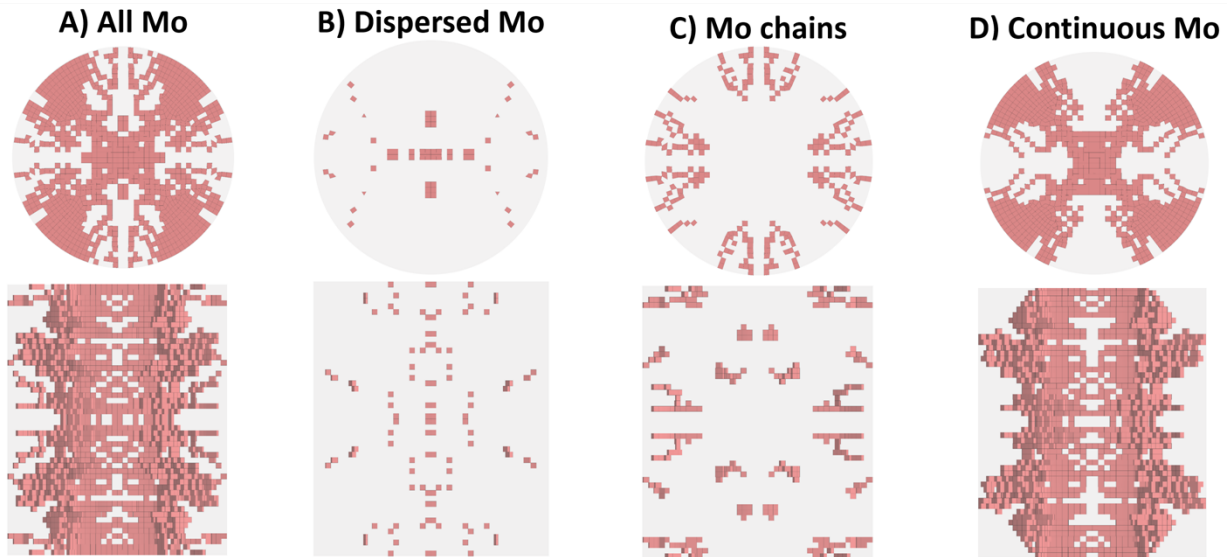 A) All Mo
B) Dispersed Mo
C) Mo chains
D) Continuous Mo